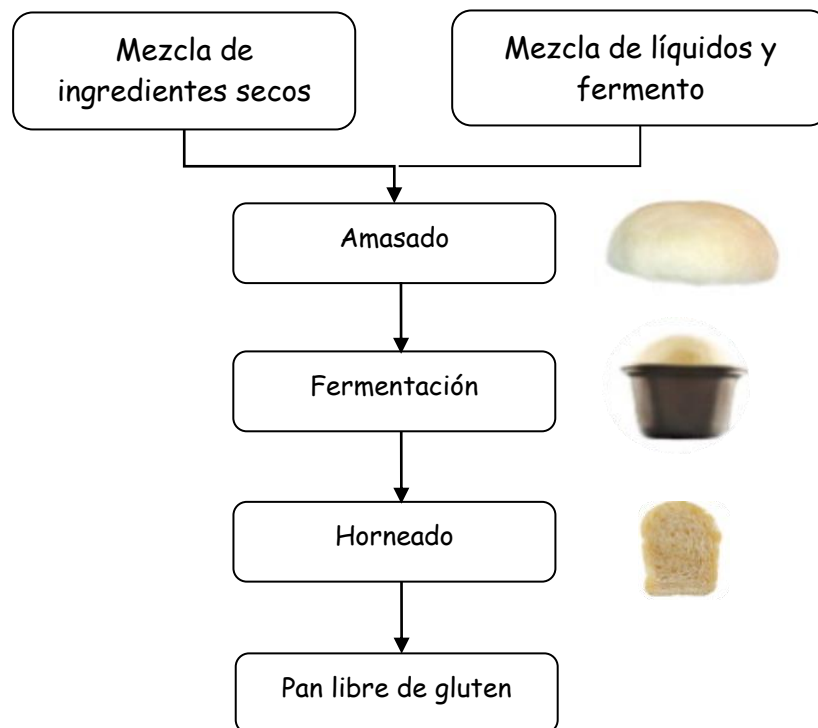 Mezcla de
ingredientes secos
Mezcla de líquidos y
fermento
Amasado
Fermentación
Horneado
Pan libre de gluten